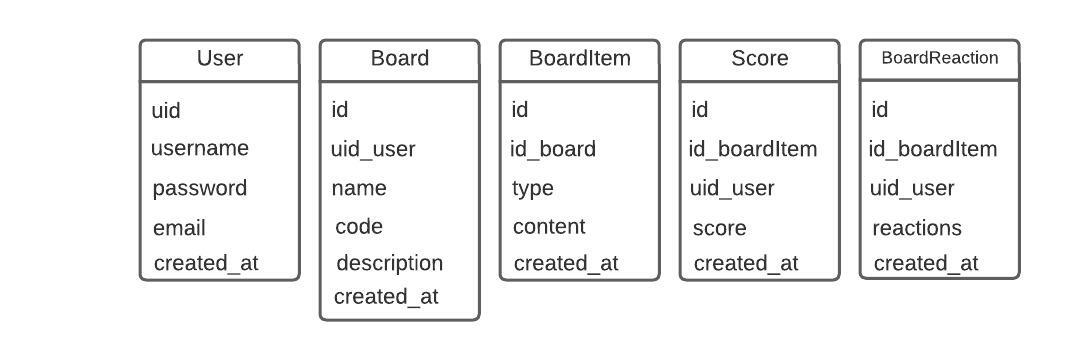 User
uid
username
password
email
created_at
Board
id
uid_user
name
code
description
created_at
BoardItem
id
id_board
type
content
created_at
Score
id
id_boardItem
uid_user
score
created_at
BoardReaction
id
id_boardItem
uid_user
reactions
created_at